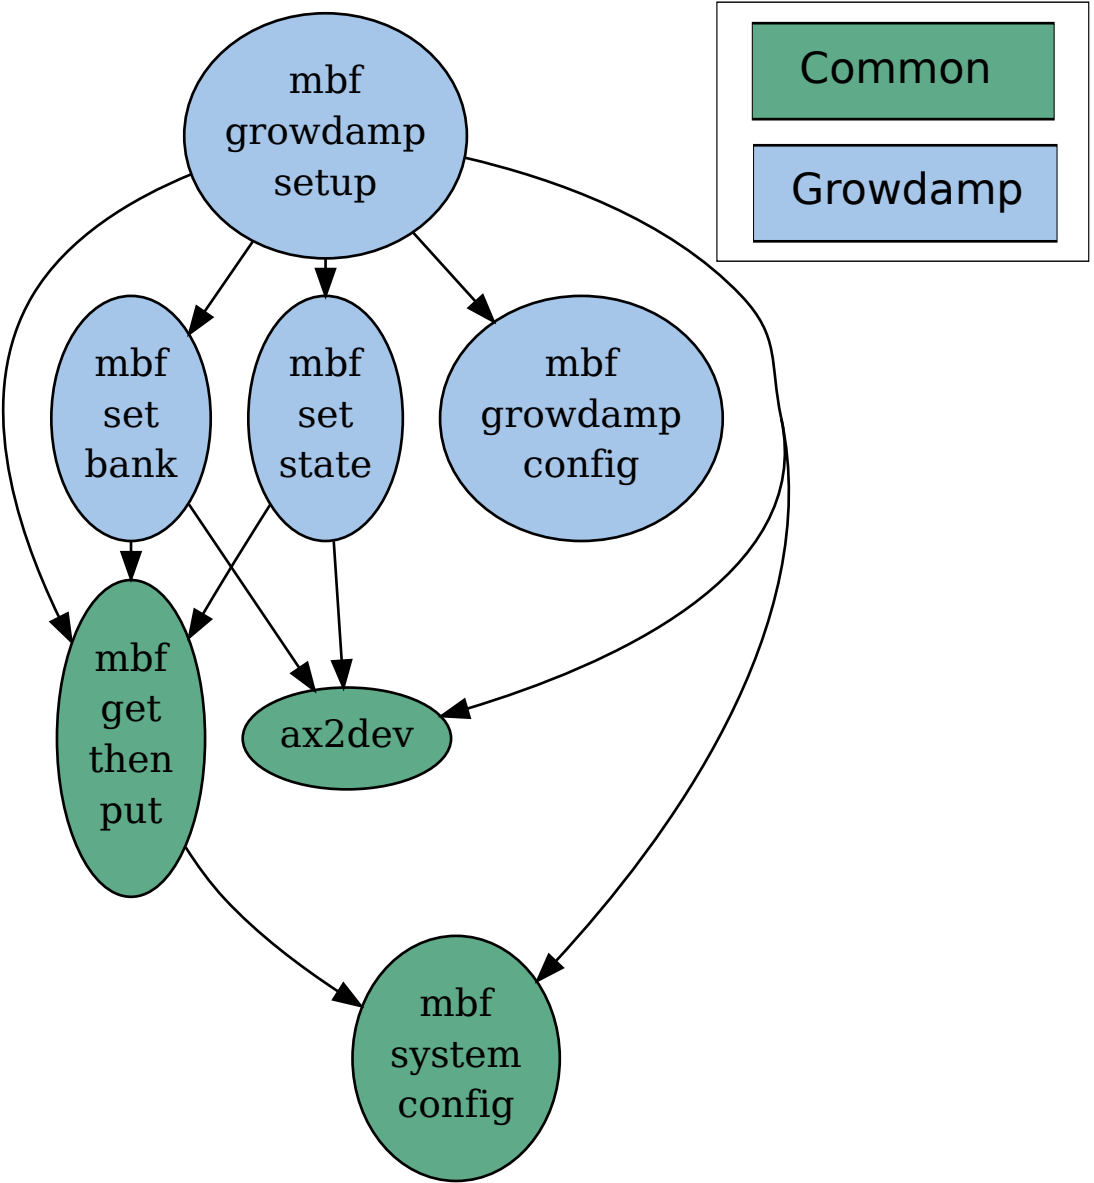 mbf
growdamp
setup
Common
Growdamp
mbf
set
bank
mbf
set
state
mbf
growdamp
config
mbf
get
then
put
ax2dev
mbf
system
config